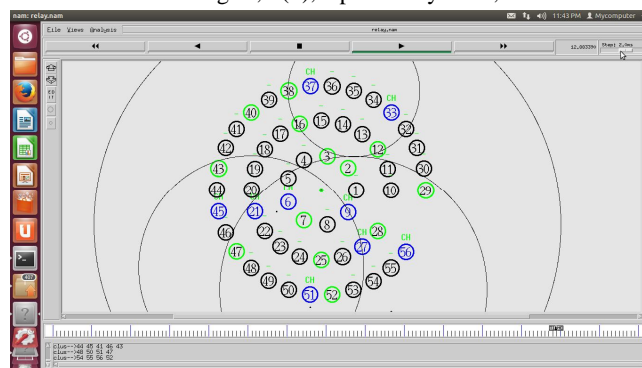 nam: relay.nam 11:43 PM Mycomputer
File Views Analysis relay.nam
Step: 2.0ms
CH
38 37 36 35
39 34
CH
40 33
16 15 14
41 17 13 32
42 18 3 12 31
4
43 19 2 11 30
5
44 20 1 10 29
CH CH CH CH
45 21 6 9
7 8 28
46 22
CH CH
47 23 27 56
24 25 26
48 55
49 54
CH
50 51 52 53
clus-->44 45 41 46 43
clus-->48 50 51 47
clus-->54 55 56 52